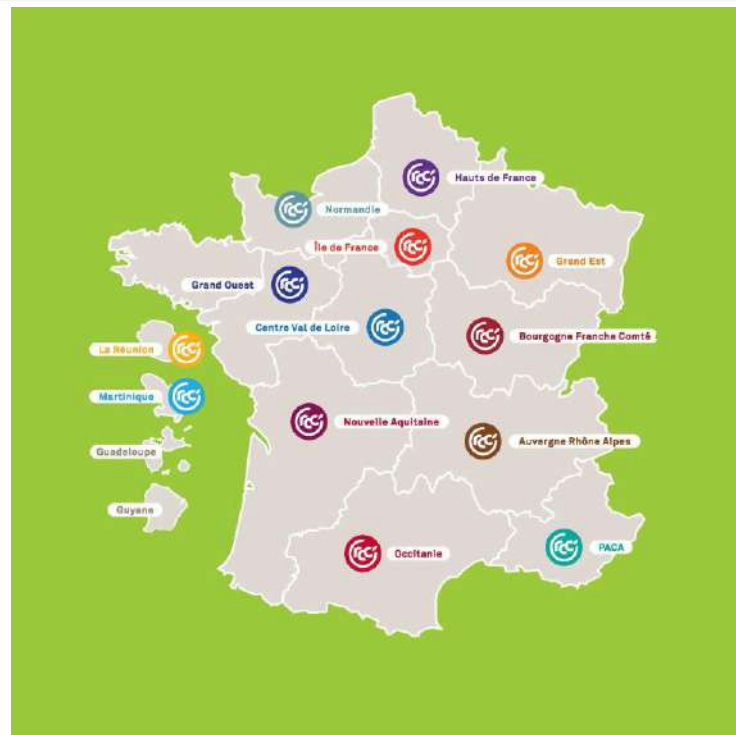 Hauts de France
Normandie
Île de France
Grand Est
Grand Ouest
Centre Val de Loire
Bourgogne Franche Comté
La Réunion
Martinique
Nouvelle Aquitaine
Auvergne Rhône Alpes
Guadeloupe
Guyane
Occitanie
PACA